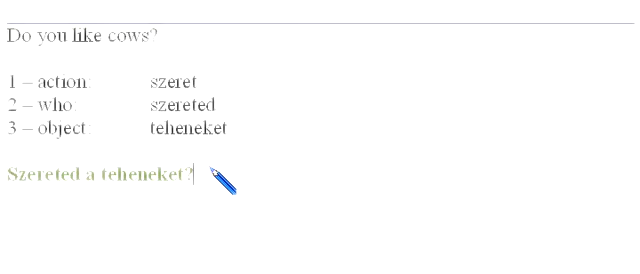 Do you like cows?
1 – action: szeret
2 – who szereted
3 – object: teheneket
Szereted a teheneket?